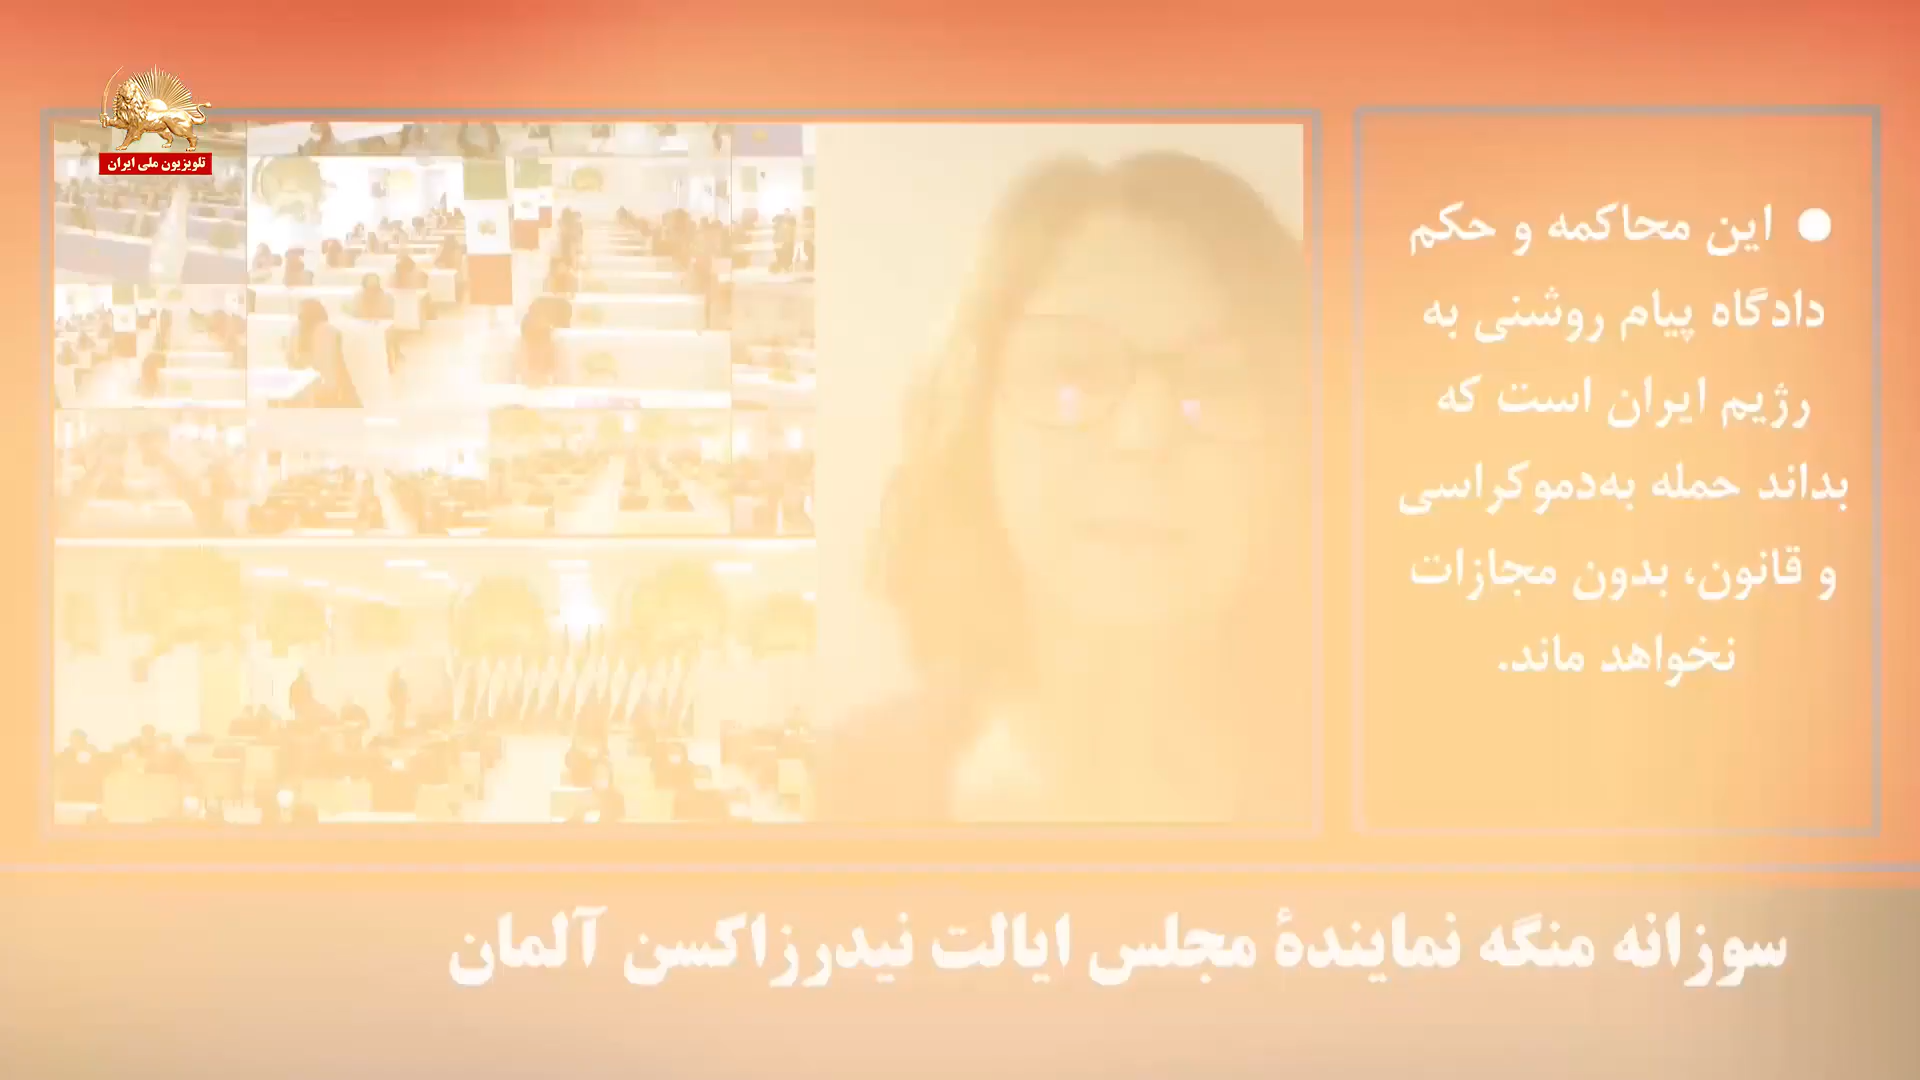 تلویزیون ملی ایران
● این محاکمه و حکم
دادگاه پیام روشنی به
رژیم ایران است که
بداند حمله به‌دموکراسی
و قانون، بدون مجازات
نخواهد ماند.
سوزانه منگه نمایندهٔ مجلس ایالت نیدرزاکسن آلمان